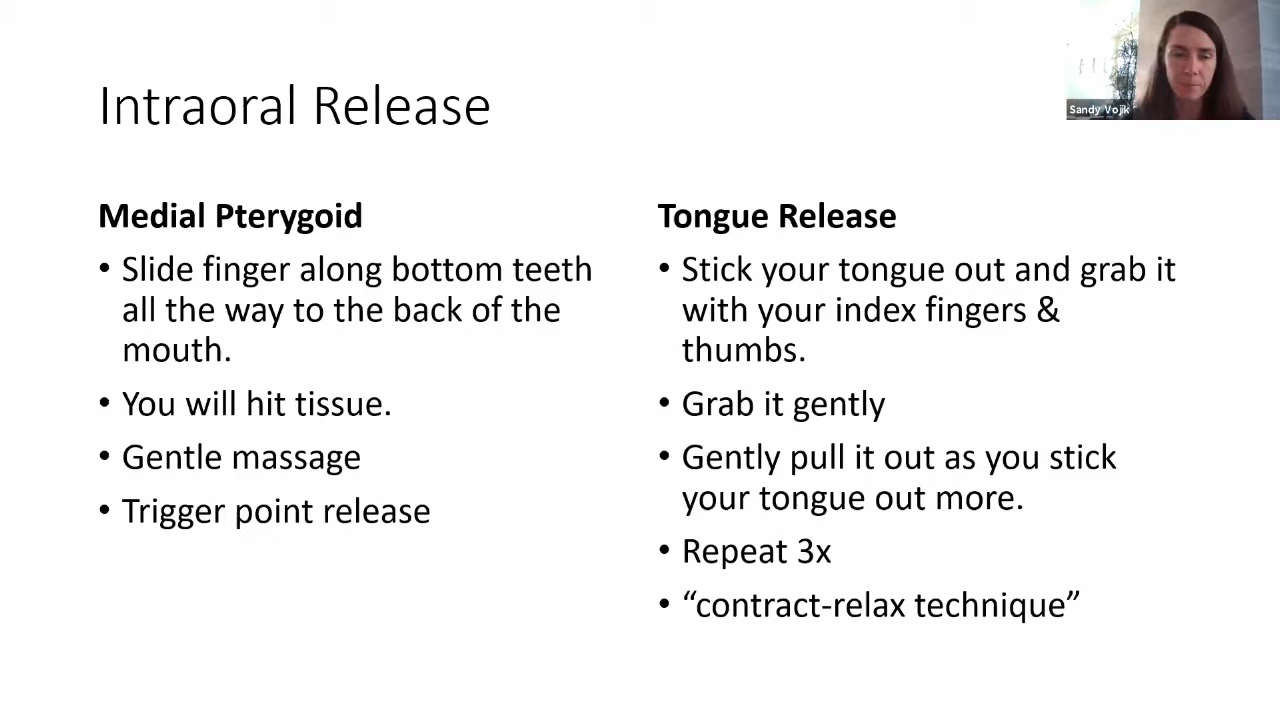 Intraoral Release
Sandy Vojik
Medial Pterygoid
• Slide finger along bottom teeth
all the way to the back of the
mouth.
• You will hit tissue.
• Gentle massage
• Trigger point release
Tongue Release
• Stick your tongue out and grab it
with your index fingers &
thumbs.
• Grab it gently
• Gently pull it out as you stick
your tongue out more.
• Repeat 3x
• “contract-relax technique”